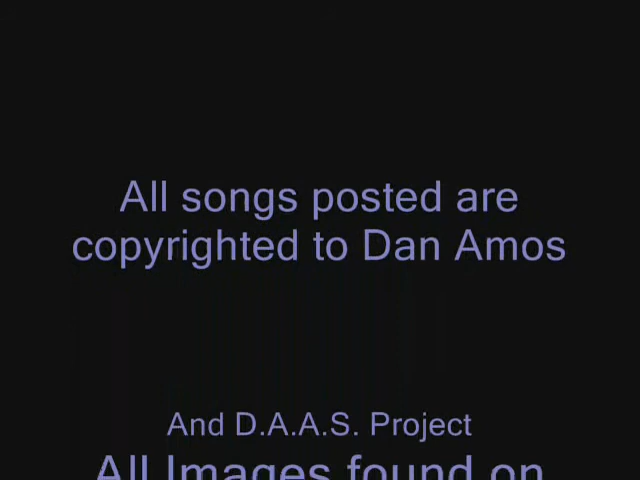 All songs posted are
copyrighted to Dan Amos
And D.A.A.S. Project
All Images found on